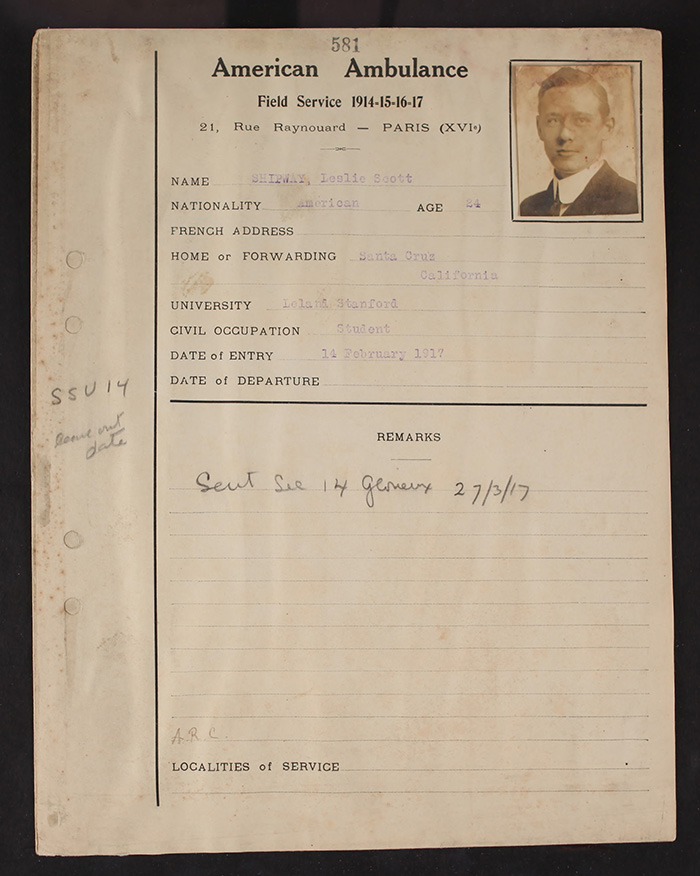 581
American Ambulance
Field Service 1914-15-16-17
21, Rue Raynouard — PARIS (XVIe)
NAME SHIPWAY, Leslie Scott
NATIONALITY American AGE 24
FRENCH ADDRESS
HOME or FORWARDING Santa Cruz
California
UNIVERSITY Leland Stanford
CIVIL OCCUPATION Student
DATE of ENTRY 14 February 1917
DATE of DEPARTURE
SSU 14
leave out
date
REMARKS
Sent Sec 14 Glorieux 27/3/17
A.R.C.
LOCALITIES of SERVICE